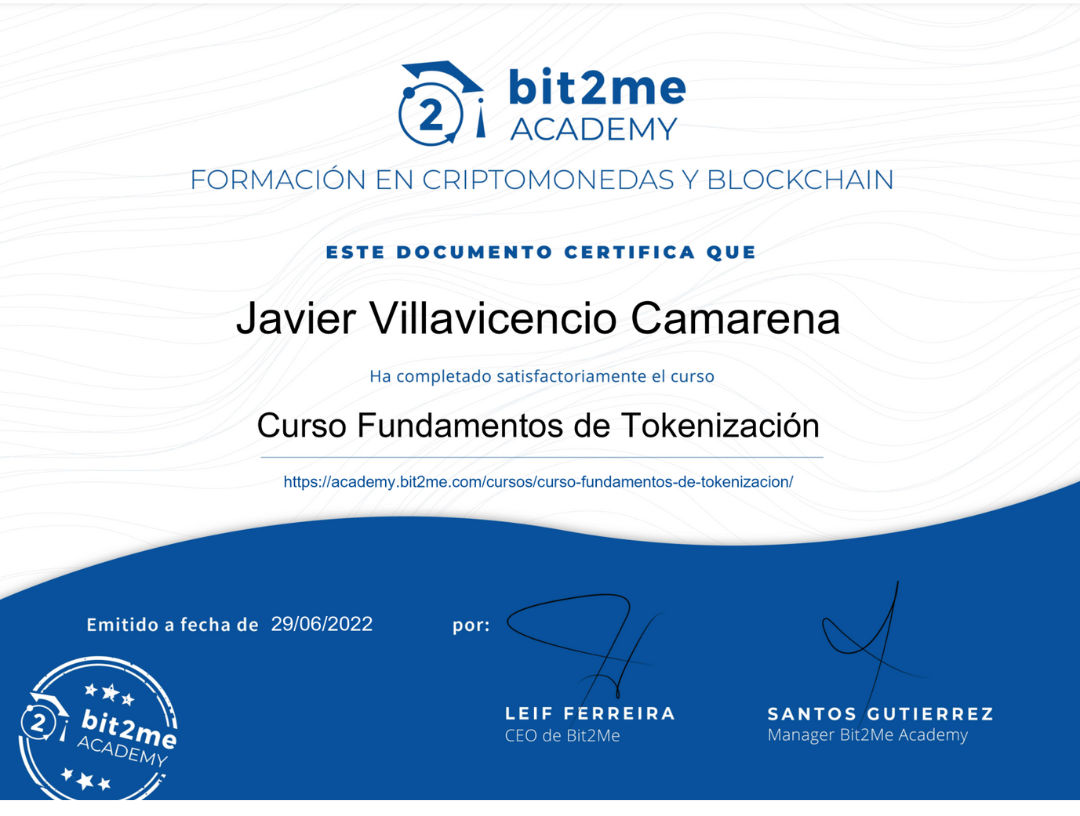 2
bit2me
ACADEMY
FORMACIÓN EN CRIPTOMONEDAS Y BLOCKCHAIN
ESTE DOCUMENTO CERTIFICA QUE
Javier Villavicencio Camarena
Ha completado satisfactoriamente el curso
Curso Fundamentos de Tokenización
https://academy.bit2me.com/cursos/curso-fundamentos-de-tokenizacion/
Emitido a fecha de 29/06/2022 por:
LEIF FERREIRA
CEO de Bit2Me
SANTOS GUTIERREZ
Manager Bit2Me Academy
2
bit2me
ACADEMY